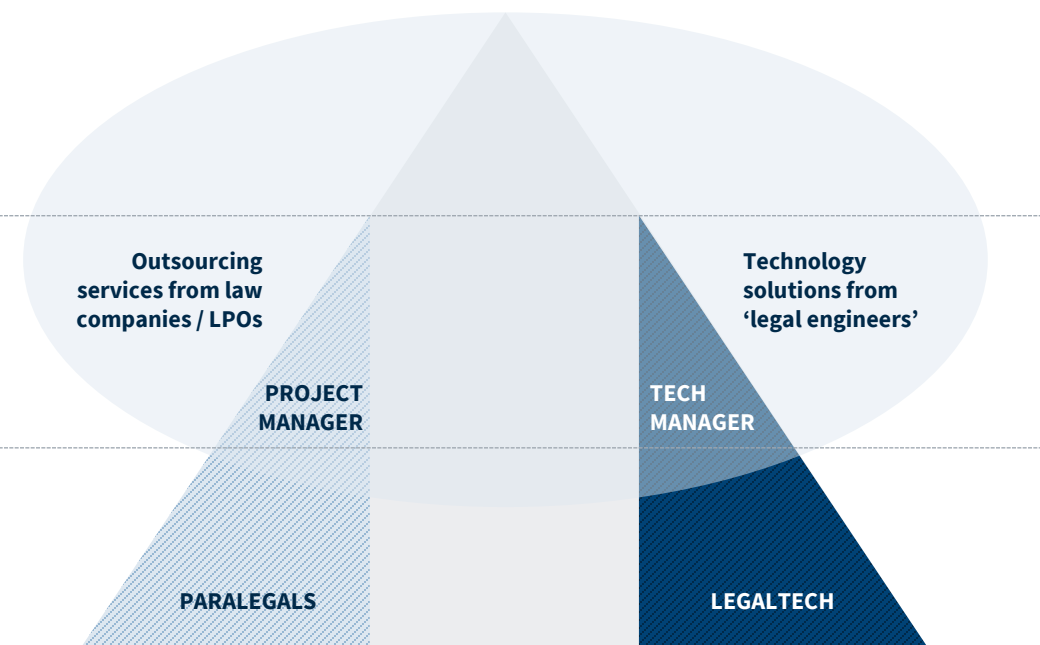 Outsourcing
services from law
companies / LPOs
Technology
solutions from
‘legal engineers’
PROJECT
MANAGER
TECH
MANAGER
PARALEGALS
LEGALTECH